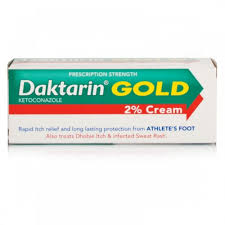 PRESCRIPTION STRENGTH
Daktarin® GOLD
KETOCONAZOLE
2% Cream
Rapid itch relief and long lasting protection from ATHLETE'S FOOT
Also treats Dhobie Itch & infected Sweat Rash.